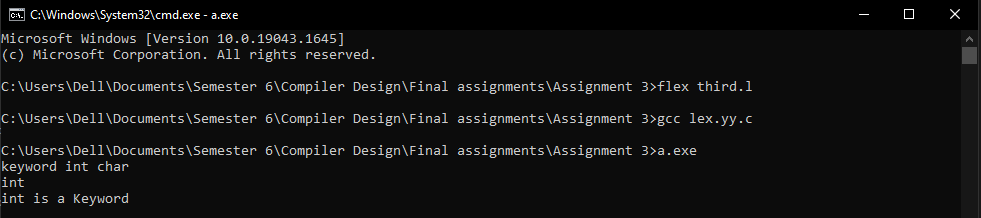 C:\Windows\System32\cmd.exe - a.exe
Microsoft Windows [Version 10.0.19043.1645]
(c) Microsoft Corporation. All rights reserved.
C:\Users\Dell\Documents\Semester 6\Compiler Design\Final assignments\Assignment 3>flex third.l
C:\Users\Dell\Documents\Semester 6\Compiler Design\Final assignments\Assignment 3>gcc lex.yy.c
C:\Users\Dell\Documents\Semester 6\Compiler Design\Final assignments\Assignment 3>a.exe
keyword int char
int
int is a Keyword